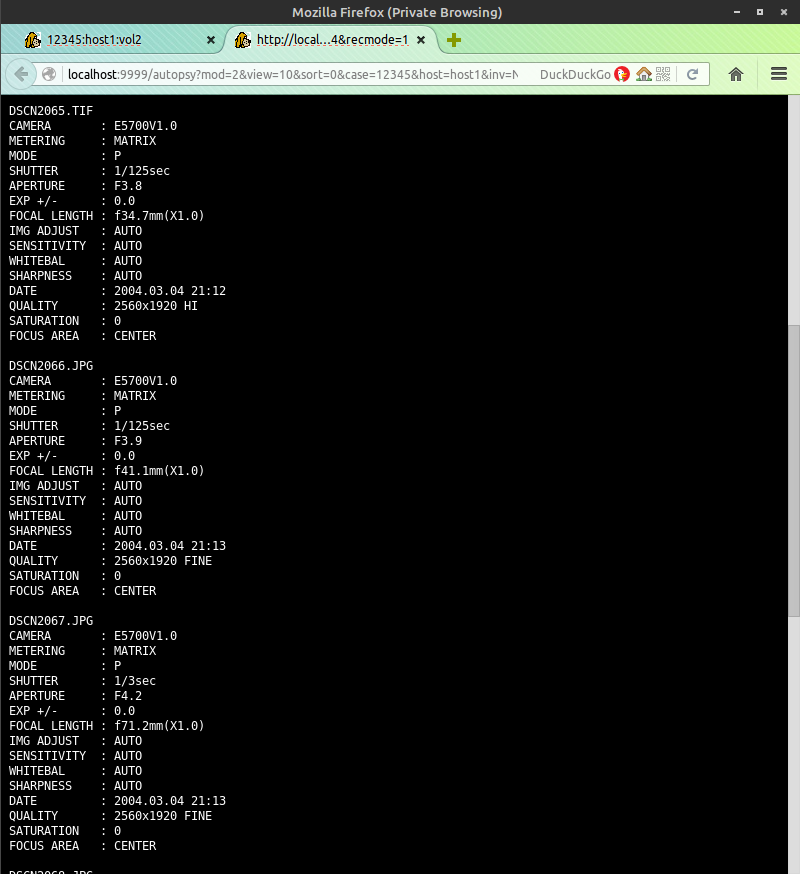 Mozilla Firefox (Private Browsing)
12345:host1:vol2
http://local...4&recmode=1
localhost:9999/autopsy?mod=2&view=10&sort=0&case=12345&host=host1&inv=N
DuckDuckGo
DSCN2065.TIF
CAMERA : E5700V1.0
METERING : MATRIX
MODE : P
SHUTTER : 1/125sec
APERTURE : F3.8
EXP +/- : 0.0
FOCAL LENGTH : f34.7mm(X1.0)
IMG ADJUST : AUTO
SENSITIVITY : AUTO
WHITEBAL : AUTO
SHARPNESS : AUTO
DATE : 2004.03.04 21:12
QUALITY : 2560x1920 HI
SATURATION : 0
FOCUS AREA : CENTER
DSCN2066.JPG
CAMERA : E5700V1.0
METERING : MATRIX
MODE : P
SHUTTER : 1/125sec
APERTURE : F3.9
EXP +/- : 0.0
FOCAL LENGTH : f41.1mm(X1.0)
IMG ADJUST : AUTO
SENSITIVITY : AUTO
WHITEBAL : AUTO
SHARPNESS : AUTO
DATE : 2004.03.04 21:13
QUALITY : 2560x1920 FINE
SATURATION : 0
FOCUS AREA : CENTER
DSCN2067.JPG
CAMERA : E5700V1.0
METERING : MATRIX
MODE : P
SHUTTER : 1/3sec
APERTURE : F4.2
EXP +/- : 0.0
FOCAL LENGTH : f71.2mm(X1.0)
IMG ADJUST : AUTO
SENSITIVITY : AUTO
WHITEBAL : AUTO
SHARPNESS : AUTO
DATE : 2004.03.04 21:13
QUALITY : 2560x1920 FINE
SATURATION : 0
FOCUS AREA : CENTER